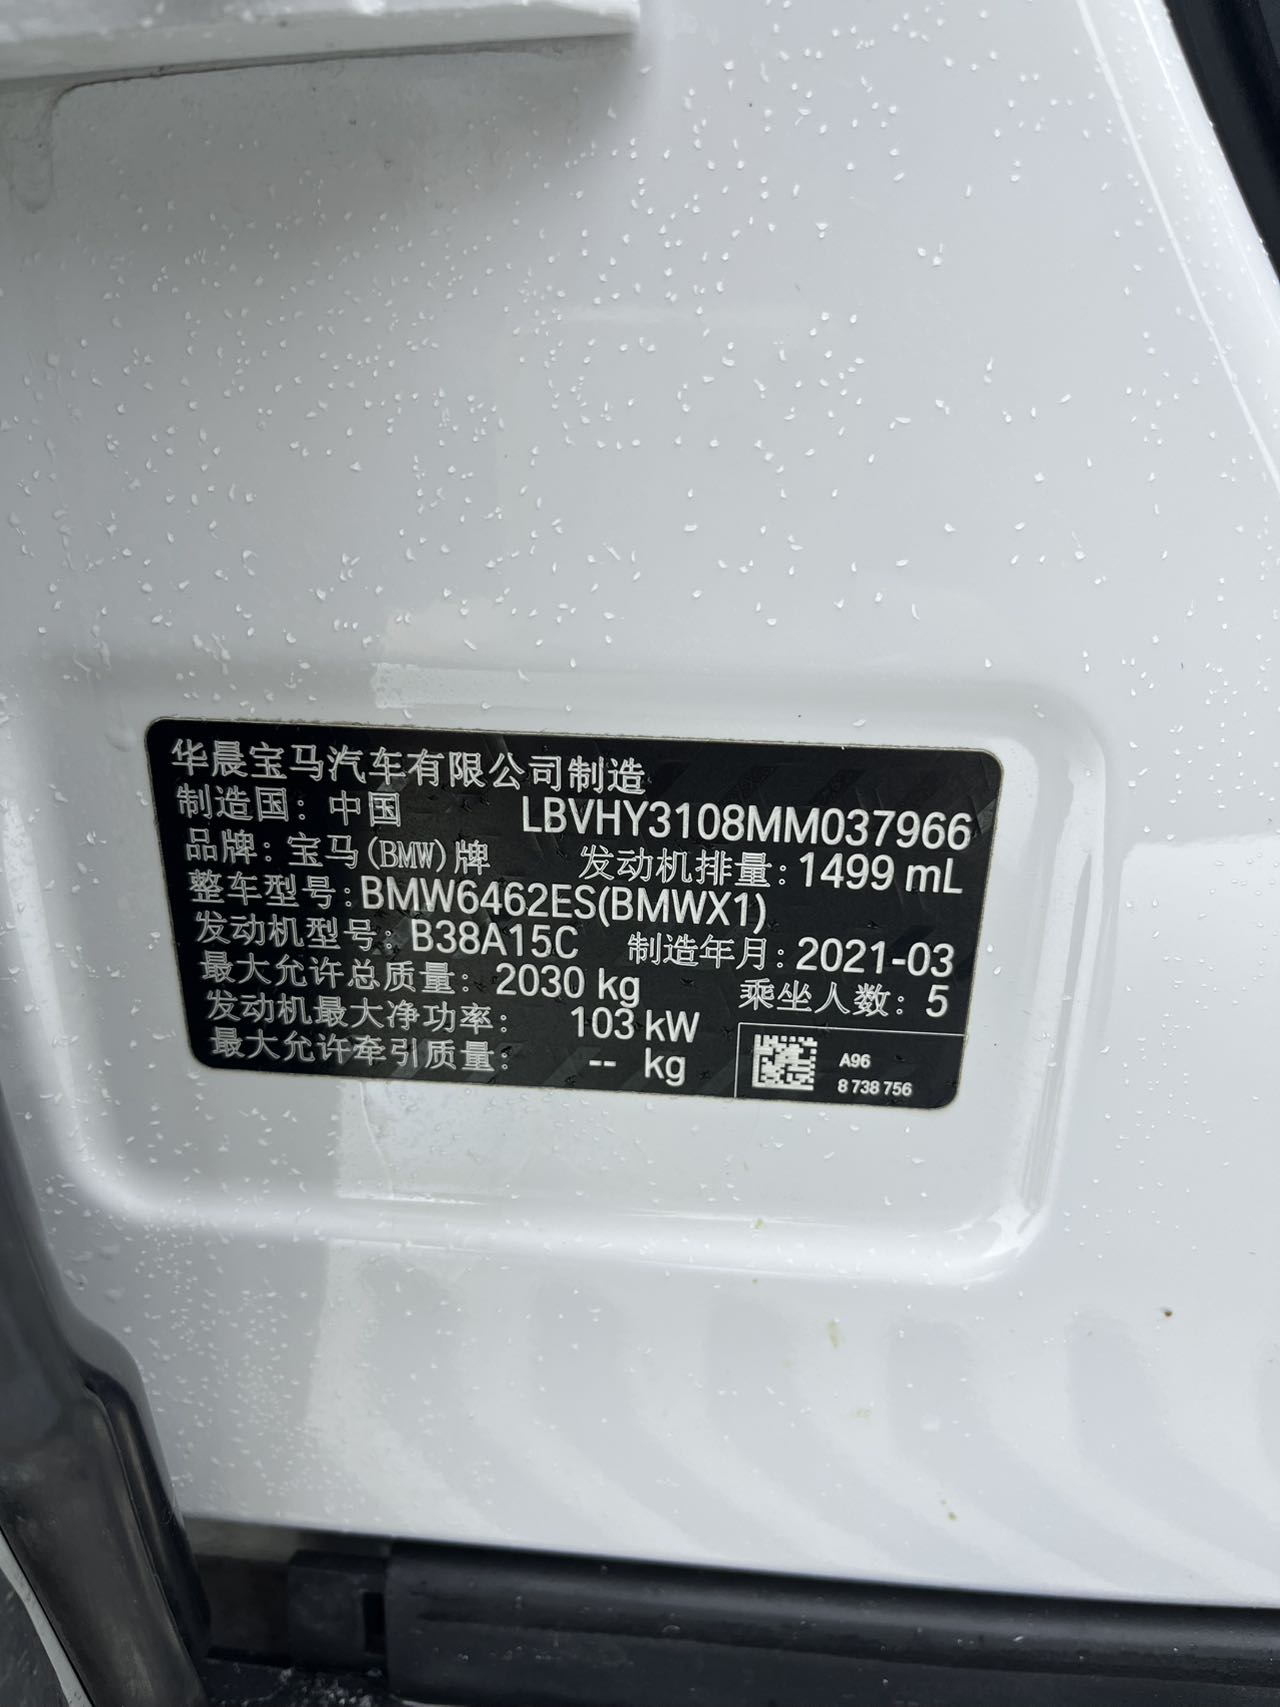 华晨宝马汽车有限公司制造
制造国：中国 LBVHY3108MM037966
品牌：宝马(BMW)牌 发动机排量：1499 mL
整车型号：BMW6462ES(BMWX1)
发动机型号：B38A15C 制造年月：2021-03
最大允许总质量：2030 kg 乘坐人数：5
发动机最大净功率： 103 kW
最大允许牵引质量： -- kg
A96
8 738 756